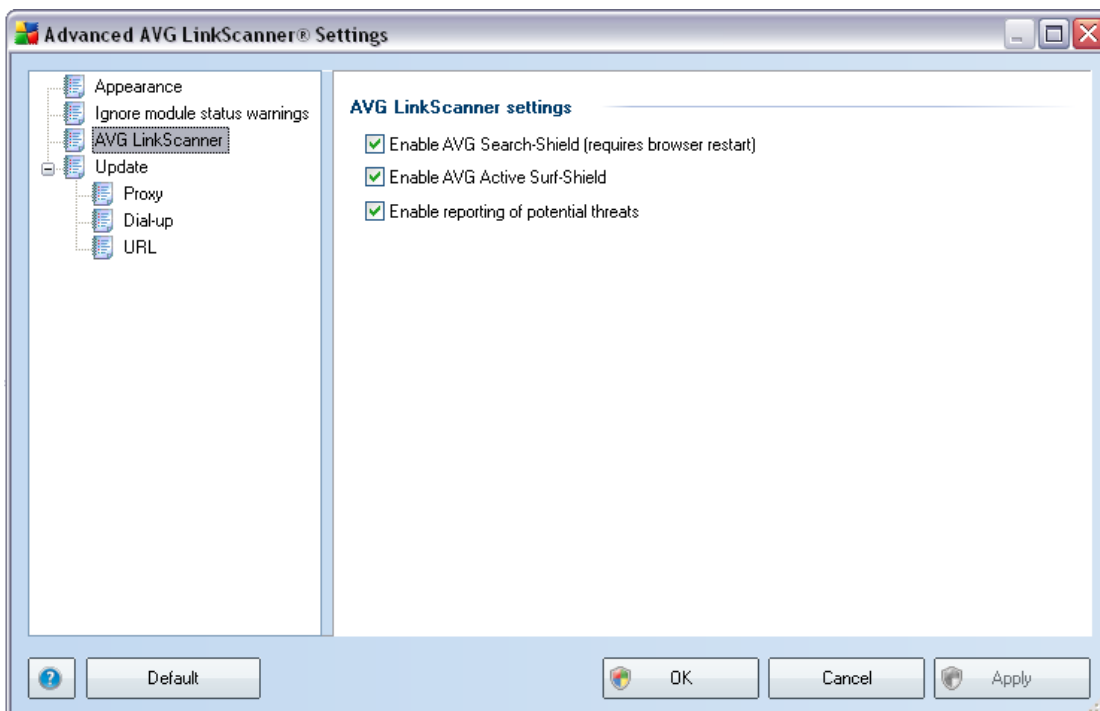 Advanced AVG LinkScanner® Settings
Appearance
Ignore module status warnings
AVG LinkScanner
Update
Proxy
Dial-up
URL
AVG LinkScanner settings
Enable AVG Search-Shield (requires browser restart)
Enable AVG Active Surf-Shield
Enable reporting of potential threats
? Default OK Cancel Apply